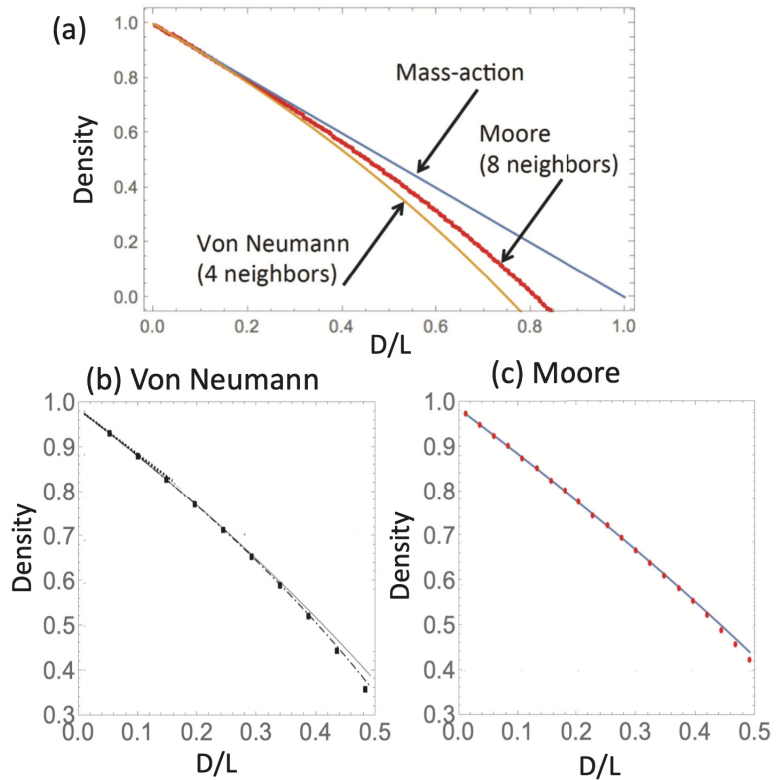 (a)
1.0
0.8
0.6
0.4
0.2
0.0
Density
Mass-action
Moore
(8 neighbors)
Von Neumann
(4 neighbors)
0.0 0.2 0.4 0.6 0.8 1.0
D/L
(b) Von Neumann
1.0
0.9
0.8
0.7
0.6
0.5
0.4
0.3
Density
0.0 0.1 0.2 0.3 0.4 0.5
D/L
(c) Moore
1.0
0.9
0.8
0.7
0.6
0.5
0.4
0.3
Density
0.0 0.1 0.2 0.3 0.4 0.5
D/L